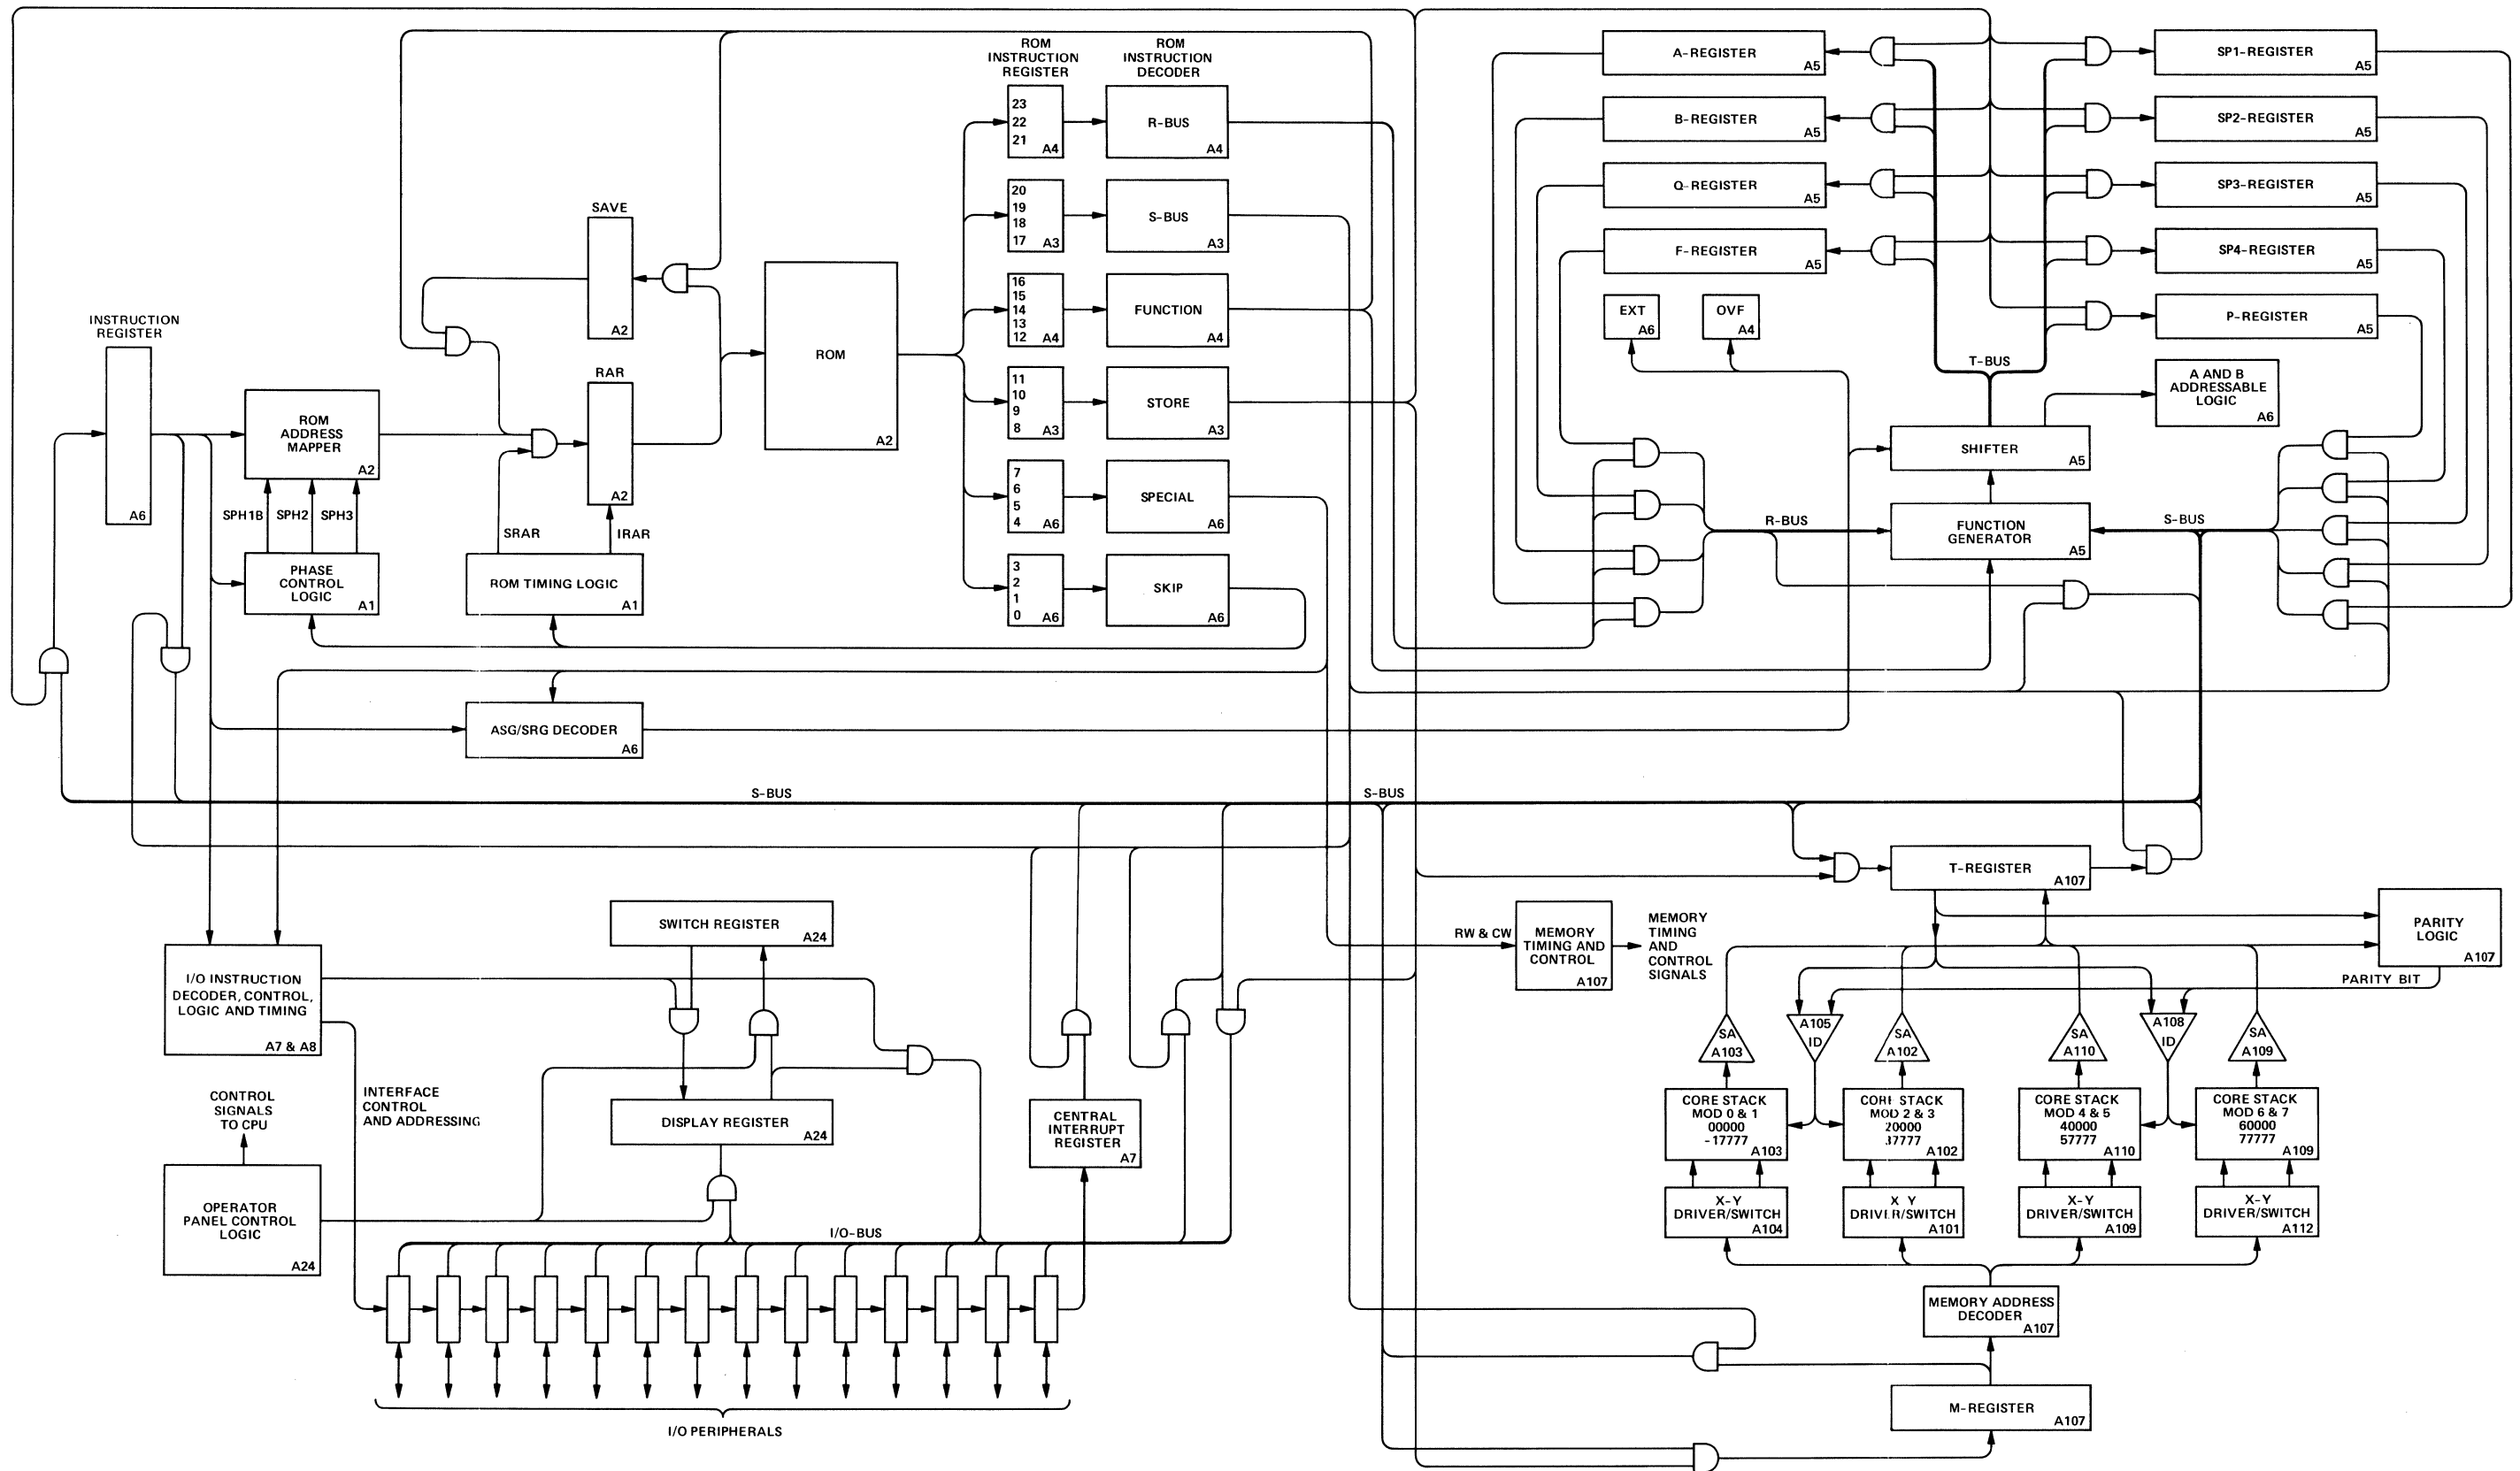 INSTRUCTION
REGISTER
A6
ROM
ADDRESS
MAPPER
A2
SPH1B
SPH2
SPH3
PHASE
CONTROL
LOGIC
A1
SAVE
A2
RAR
A2
SRAR
IRAR
ROM TIMING LOGIC
A1
ROM
A2
ROM
INSTRUCTION
REGISTER
ROM
INSTRUCTION
DECODER
23
22
21
A4
R-BUS
A4
20
19
18
17
A3
S-BUS
A3
16
15
14
13
12
A4
FUNCTION
A4
11
10
9
8
A3
STORE
A3
7
6
5
4
A6
SPECIAL
A6
3
2
1
0
A6
SKIP
A6
ASG/SRG DECODER
A6
A-REGISTER
A5
B-REGISTER
A5
Q-REGISTER
A5
F-REGISTER
A5
EXT
A6
OVF
A4
SP1-REGISTER
A5
SP2-REGISTER
A5
SP3-REGISTER
A5
SP4-REGISTER
A5
P-REGISTER
A5
T-BUS
A AND B
ADDRESSABLE
LOGIC
A6
SHIFTER
A5
R-BUS
FUNCTION
GENERATOR
A5
S-BUS
S-BUS
S-BUS
I/O INSTRUCTION
DECODER, CONTROL,
LOGIC AND TIMING
A7 & A8
SWITCH REGISTER
A24
INTERFACE
CONTROL
AND ADDRESSING
CONTROL
SIGNALS
TO CPU
DISPLAY REGISTER
A24
OPERATOR
PANEL CONTROL
LOGIC
A24
CENTRAL
INTERRUPT
REGISTER
A7
I/O-BUS
I/O PERIPHERALS
RW & CW
MEMORY
TIMING AND
CONTROL
A107
MEMORY
TIMING
AND
CONTROL
SIGNALS
T-REGISTER
A107
PARITY
LOGIC
A107
PARITY BIT
SA
A103
A105
ID
SA
A102
SA
A110
A108
ID
SA
A109
CORE STACK
MOD 0 & 1
00000
-17777
A103
CORE STACK
MOD 2 & 3
20000
37777
A102
CORE STACK
MOD 4 & 5
40000
57777
A110
CORE STACK
MOD 6 & 7
60000
77777
A109
X-Y
DRIVER/SWITCH
A104
X Y
DRIVER/SWITCH
A101
X-Y
DRIVER/SWITCH
A109
X-Y
DRIVER/SWITCH
A112
MEMORY ADDRESS
DECODER
A107
M-REGISTER
A107